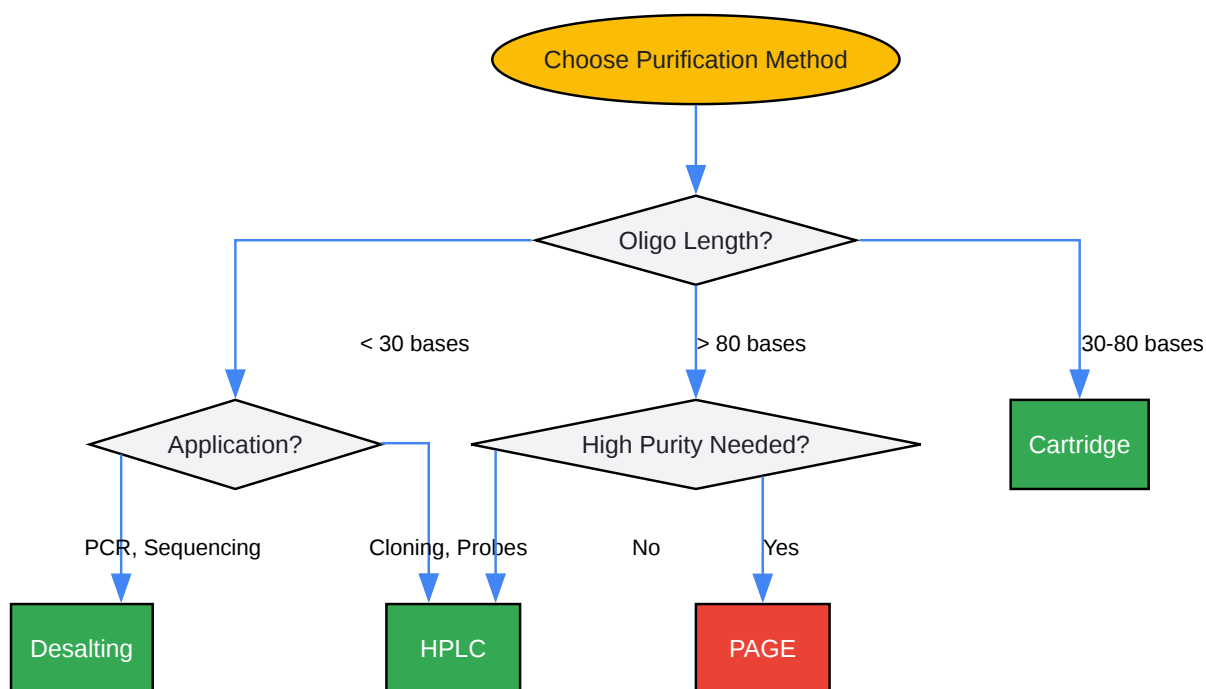 Choose Purification Method
Oligo Length?
< 30 bases
> 80 bases
30-80 bases
Application?
High Purity Needed?
Cartridge
PCR, Sequencing
Cloning, Probes
No
Yes
Desalting
HPLC
PAGE